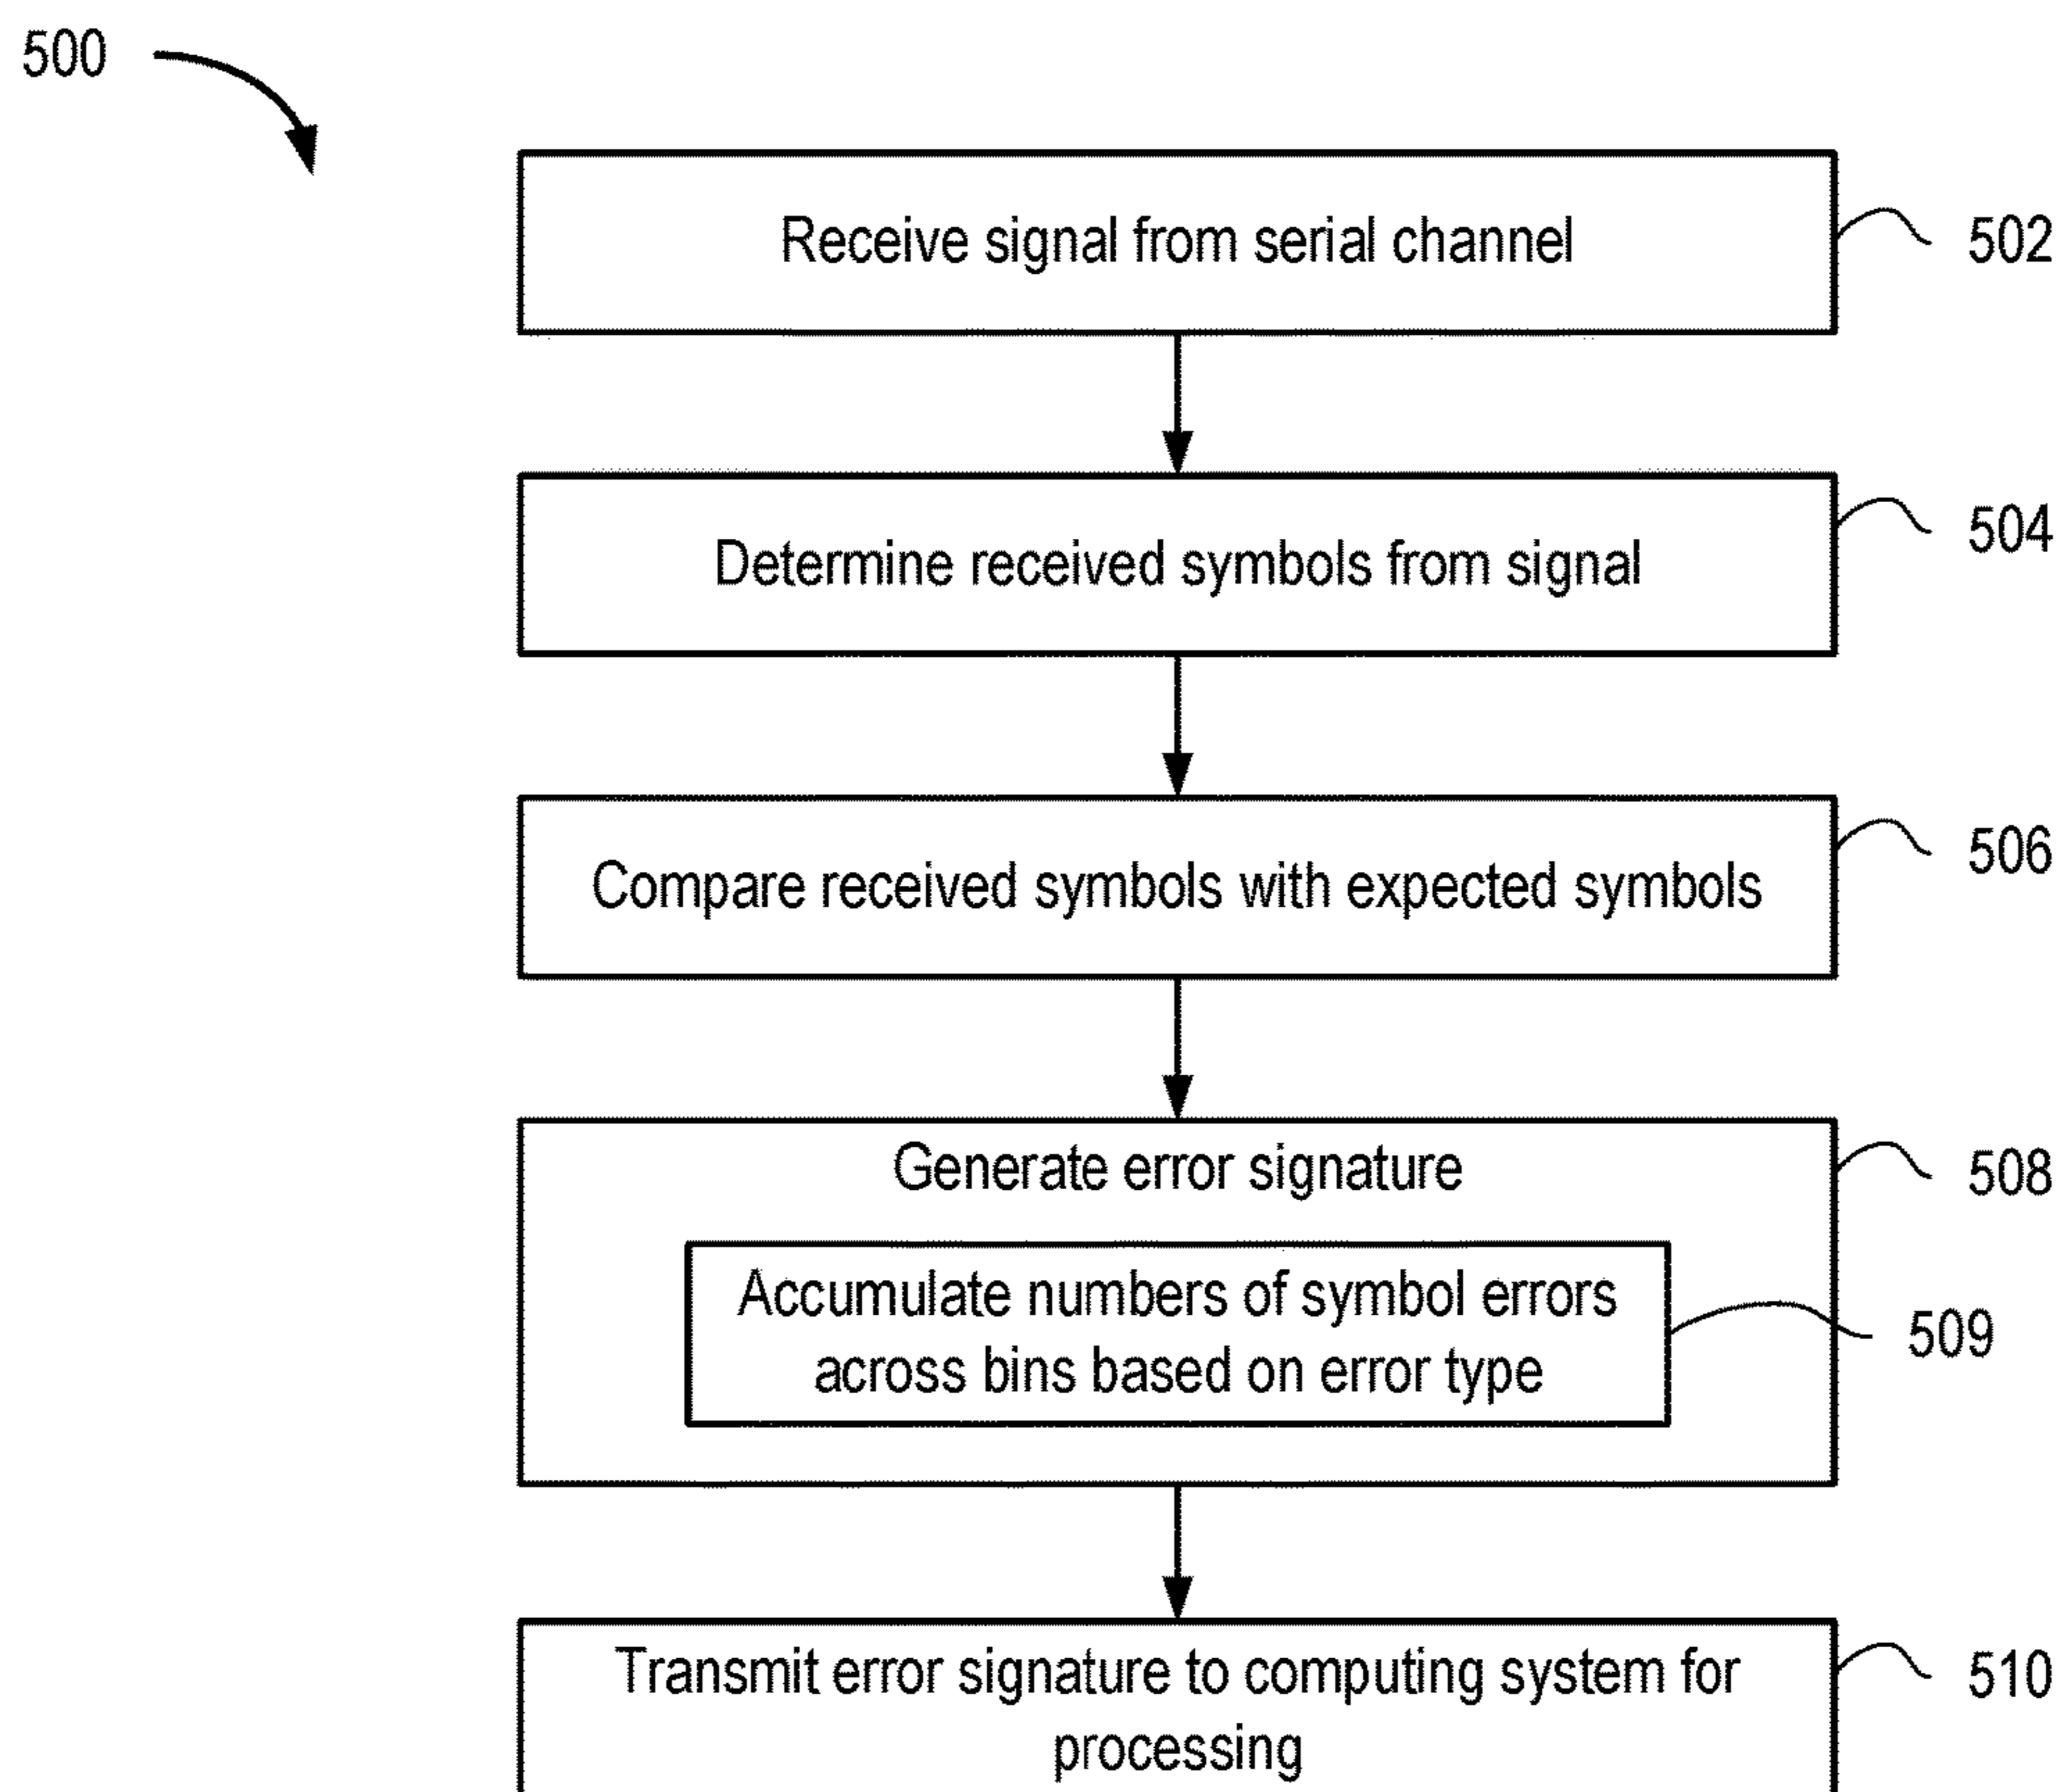 500
Receive signal from serial channel
502
Determine received symbols from signal
504
Compare received symbols with expected symbols
506
Generate error signature
508
Accumulate numbers of symbol errors
across bins based on error type
509
Transmit error signature to computing system for
processing
510